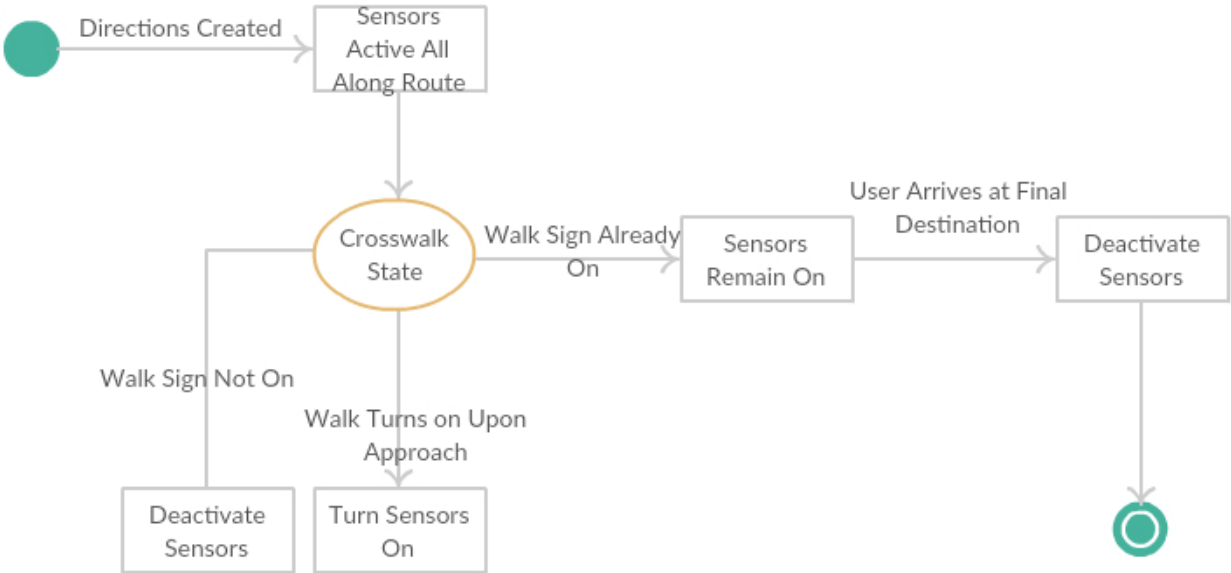 Directions Created
Sensors
Active All
Along Route
Crosswalk
State
Walk Sign Already
On
Sensors
Remain On
User Arrives at Final
Destination
Deactivate
Sensors
Walk Sign Not On
Walk Turns on Upon
Approach
Deactivate
Sensors
Turn Sensors
On